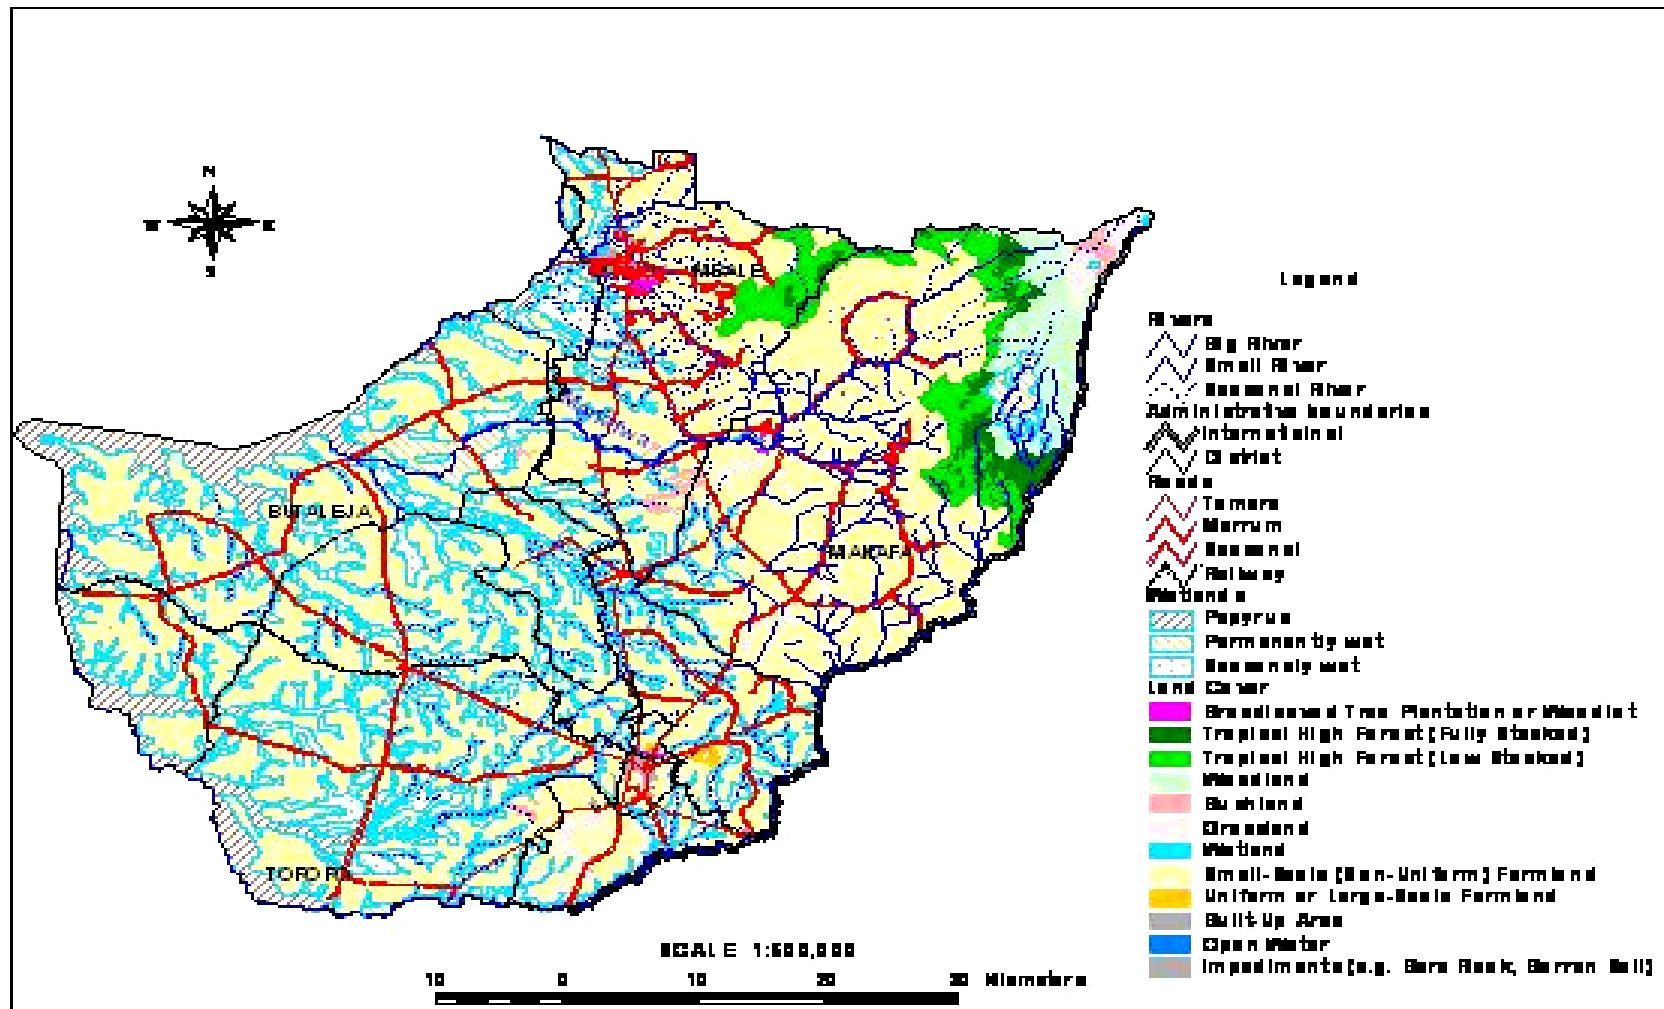 N
E
S
MBALE
BUTALEJA
MANAFA
TORORO
Legend
Rivers
Big River
Small River
Seasonal River
Administrative boundaries
International
District
Roads
Tamarc
Murrum
Seasonal
Railway
Wetlands
Papyrus
Permanently wet
Seasonaly wet
Land Cover
Broadleaved Tree Plantation or Woodlot
Tropical High Forest(Fully Stocked)
Tropical High Forest(Low Stocked)
Woodland
Bushland
Grassland
Wetland
Small-Scale (Non-Uniform) Farmland
Uniform or Large-Scale Farmland
Built-Up Area
Open Water
Impediments(e.g. Bare Rock, Barren Soil)
SCALE 1:500,000
10 0 10 20 30 Kilometers